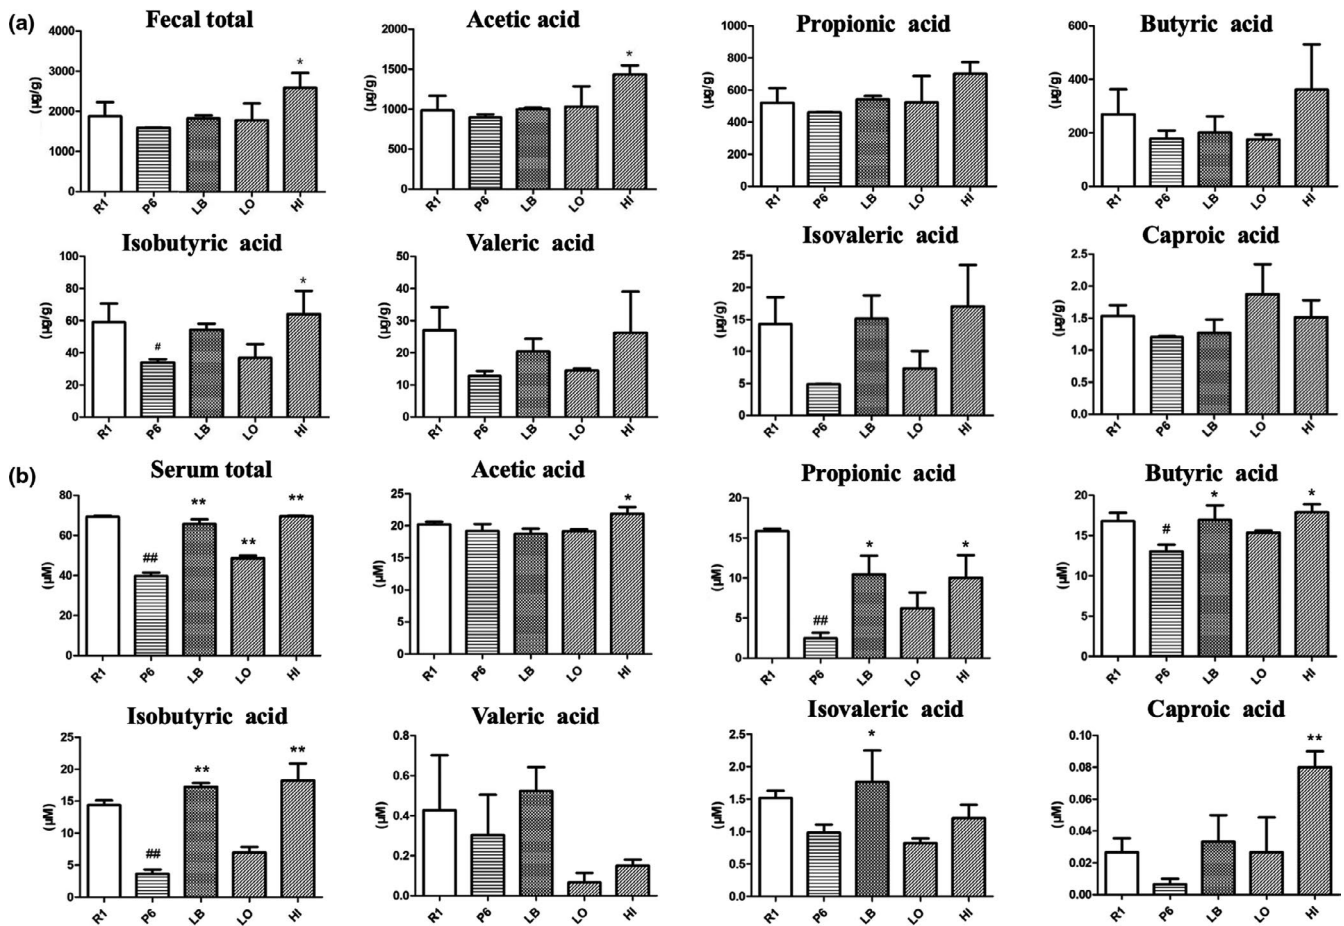 (a)
Fecal total
(µg/g)
4000
3000
2000
1000
0
*
R1 P6 LB LO HI
Acetic acid
(µg/g)
2000
1500
1000
500
0
*
R1 P6 LB LO HI
Propionic acid
(µg/g)
1000
800
600
400
200
0
R1 P6 LB LO HI
Butyric acid
(µg/g)
600
400
200
0
R1 P6 LB LO HI
Isobutyric acid
(µg/g)
100
80
60
40
20
0
# *
R1 P6 LB LO HI
Valeric acid
(µg/g)
50
40
30
20
10
0
R1 P6 LB LO HI
Isovaleric acid
(µg/g)
25
20
15
10
5
0
R1 P6 LB LO HI
Caproic acid
(µg/g)
2.5
2.0
1.5
1.0
0.5
0.0
R1 P6 LB LO HI
(b)
Serum total
(µM)
80
60
40
20
0
## ** ** **
R1 P6 LB LO HI
Acetic acid
(µM)
25
20
15
10
5
0
*
R1 P6 LB LO HI
Propionic acid
(µM)
20
15
10
5
0
## * *
R1 P6 LB LO HI
Butyric acid
(µM)
20
15
10
5
0
# * *
R1 P6 LB LO HI
Isobutyric acid
(µM)
25
20
15
10
5
0
## ** **
R1 P6 LB LO HI
Valeric acid
(µM)
0.8
0.6
0.4
0.2
0.0
R1 P6 LB LO HI
Isovaleric acid
(µM)
2.5
2.0
1.5
1.0
0.5
0.0
*
R1 P6 LB LO HI
Caproic acid
(µM)
0.10
0.08
0.06
0.04
0.02
0.00
**
R1 P6 LB LO HI